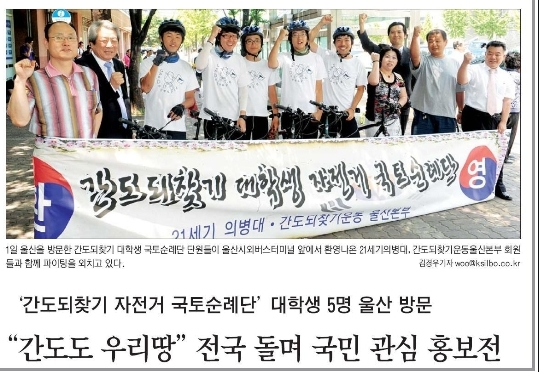 환
간도되찾기 대학생 자전거 국토순례단
영
21세기 의병대 · 간도되찾기운동 울산본부
1일 울산을 방문한 간도되찾기 대학생 국토순례단 단원들이 울산시외버스터미널 앞에서 환영나온 21세기의병대, 간도되찾기운동울산본부 회원
들과 함께 파이팅을 외치고 있다.
김경우기자 woo@ksilbo.co.kr
‘간도되찾기 자전거 국토순례단’ 대학생 5명 울산 방문
“간도도 우리땅” 전국 돌며 국민 관심 홍보전